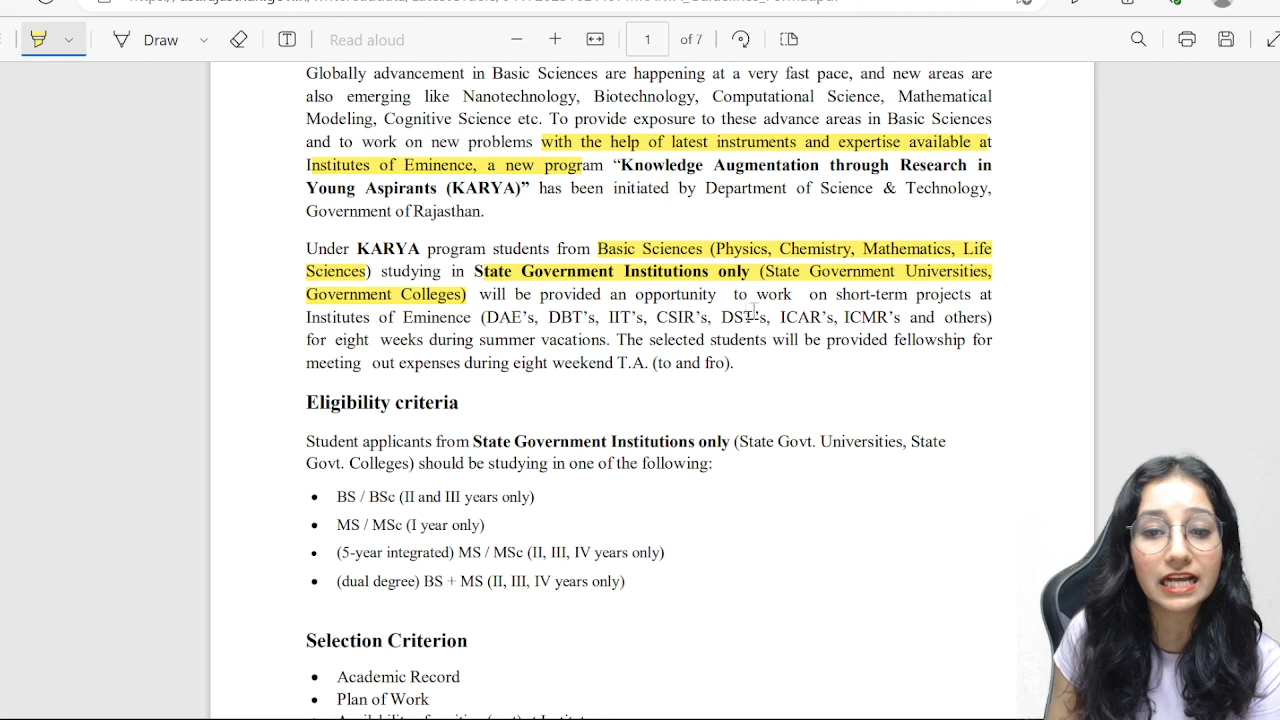 Draw
Read aloud
1
of 7
Globally advancement in Basic Sciences are happening at a very fast pace, and new areas are
also emerging like Nanotechnology, Biotechnology, Computational Science, Mathematical
Modeling, Cognitive Science etc. To provide exposure to these advance areas in Basic Sciences
and to work on new problems with the help of latest instruments and expertise available at
Institutes of Eminence, a new program “Knowledge Augmentation through Research in
Young Aspirants (KARYA)” has been initiated by Department of Science & Technology,
Government of Rajasthan.
Under KARYA program students from Basic Sciences (Physics, Chemistry, Mathematics, Life
Sciences) studying in State Government Institutions only (State Government Universities,
Government Colleges) will be provided an opportunity to work on short-term projects at
Institutes of Eminence (DAE’s, DBT’s, IIT’s, CSIR’s, DST’s, ICAR’s, ICMR’s and others)
for eight weeks during summer vacations. The selected students will be provided fellowship for
meeting out expenses during eight weekend T.A. (to and fro).
Eligibility criteria
Student applicants from State Government Institutions only (State Govt. Universities, State
Govt. Colleges) should be studying in one of the following:
• BS / BSc (II and III years only)
• MS / MSc (I year only)
• (5-year integrated) MS / MSc (II, III, IV years only)
• (dual degree) BS + MS (II, III, IV years only)
Selection Criterion
• Academic Record
• Plan of Work